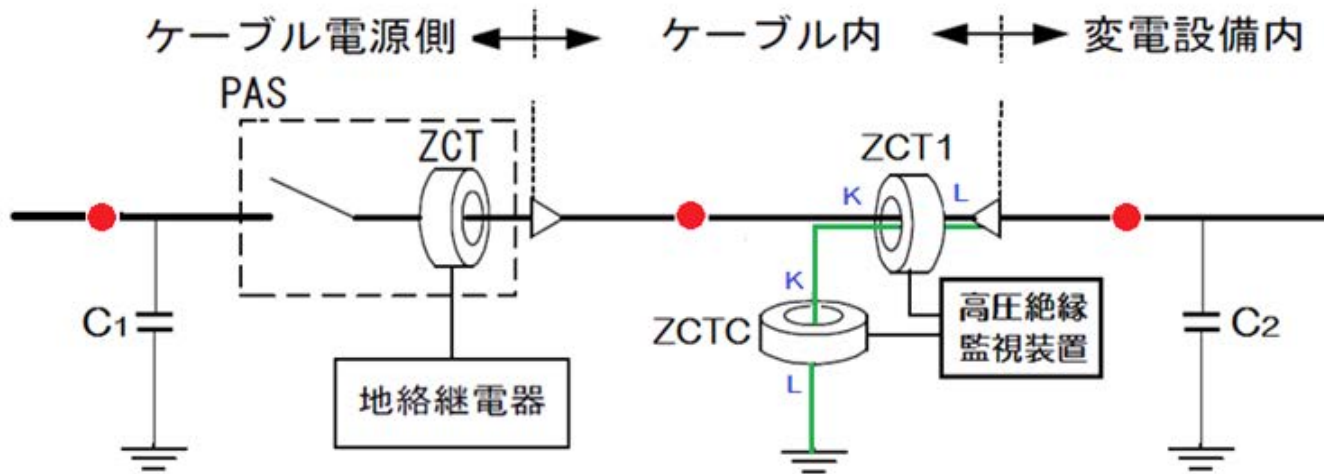 ケーブル電源側
ケーブル内
変電設備内
PAS
ZCT
ZCT1
K
L
C1
K
ZCTC
L
高圧絶縁
監視装置
C2
地絡継電器